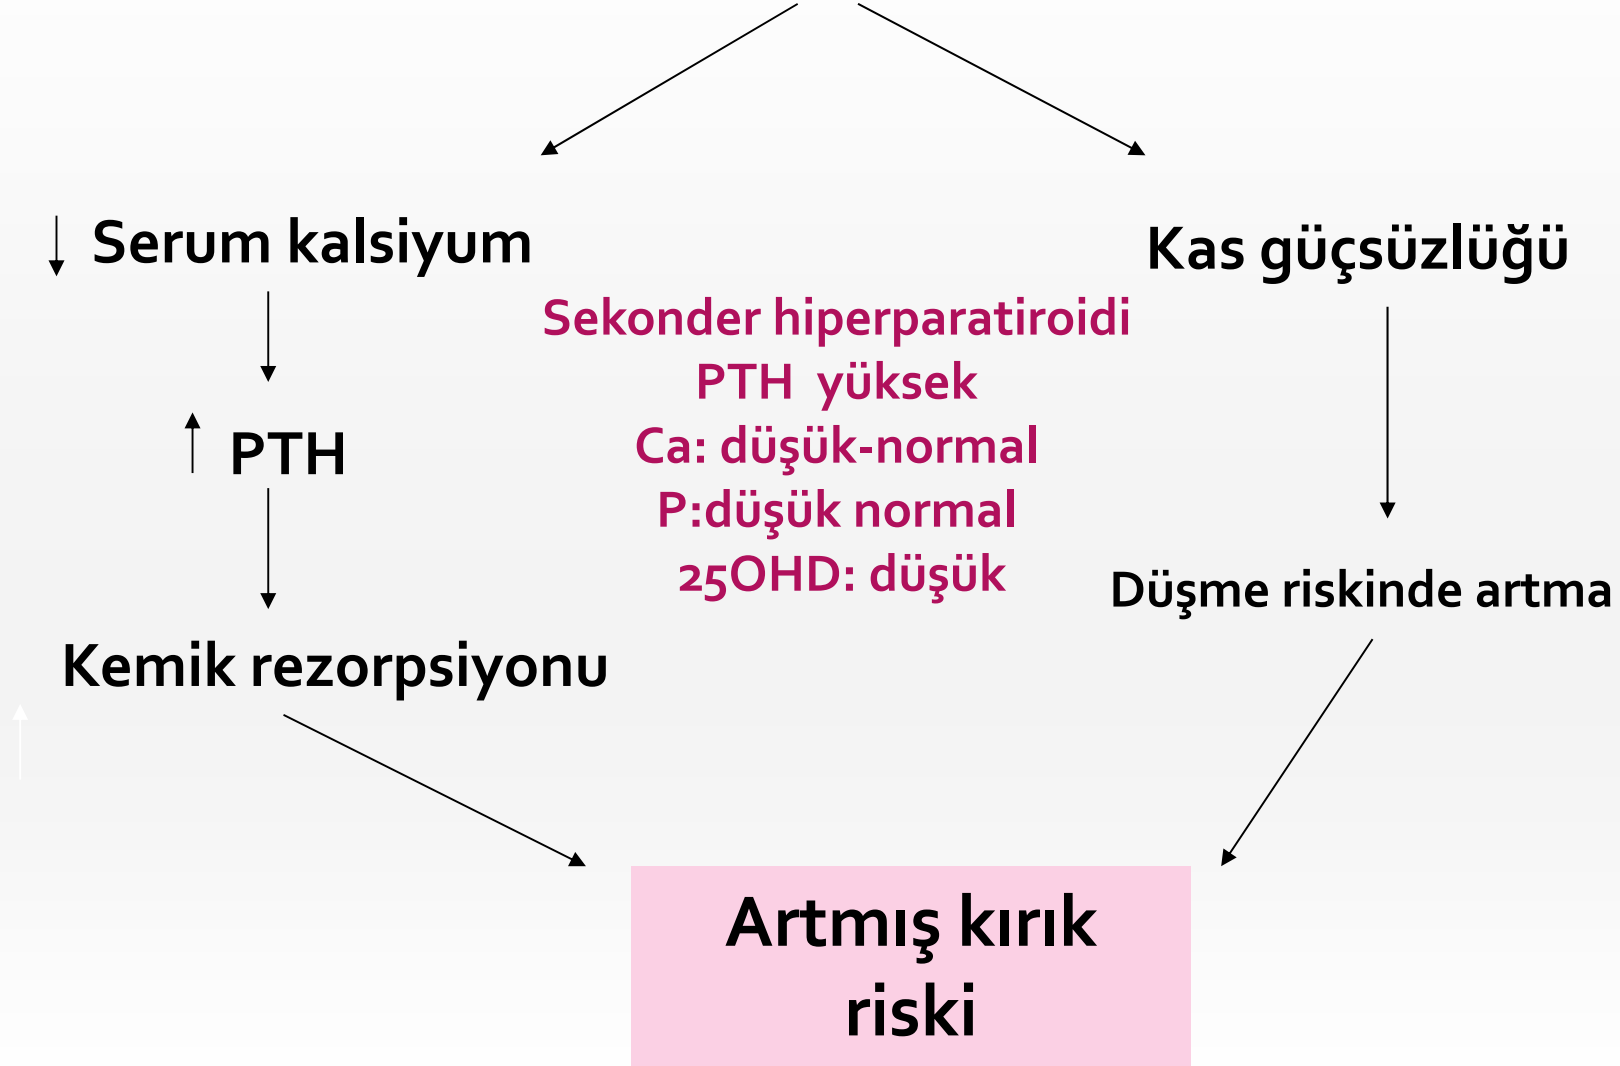 Serum kalsiyum
Kas güçsüzlüğü
Sekonder hiperparatiroidi
PTH yüksek
Ca: düşük-normal
P:düşük normal
25OHD: düşük
PTH
Düşme riskinde artma
Kemik rezorpsiyonu
Artmış kırık
riski